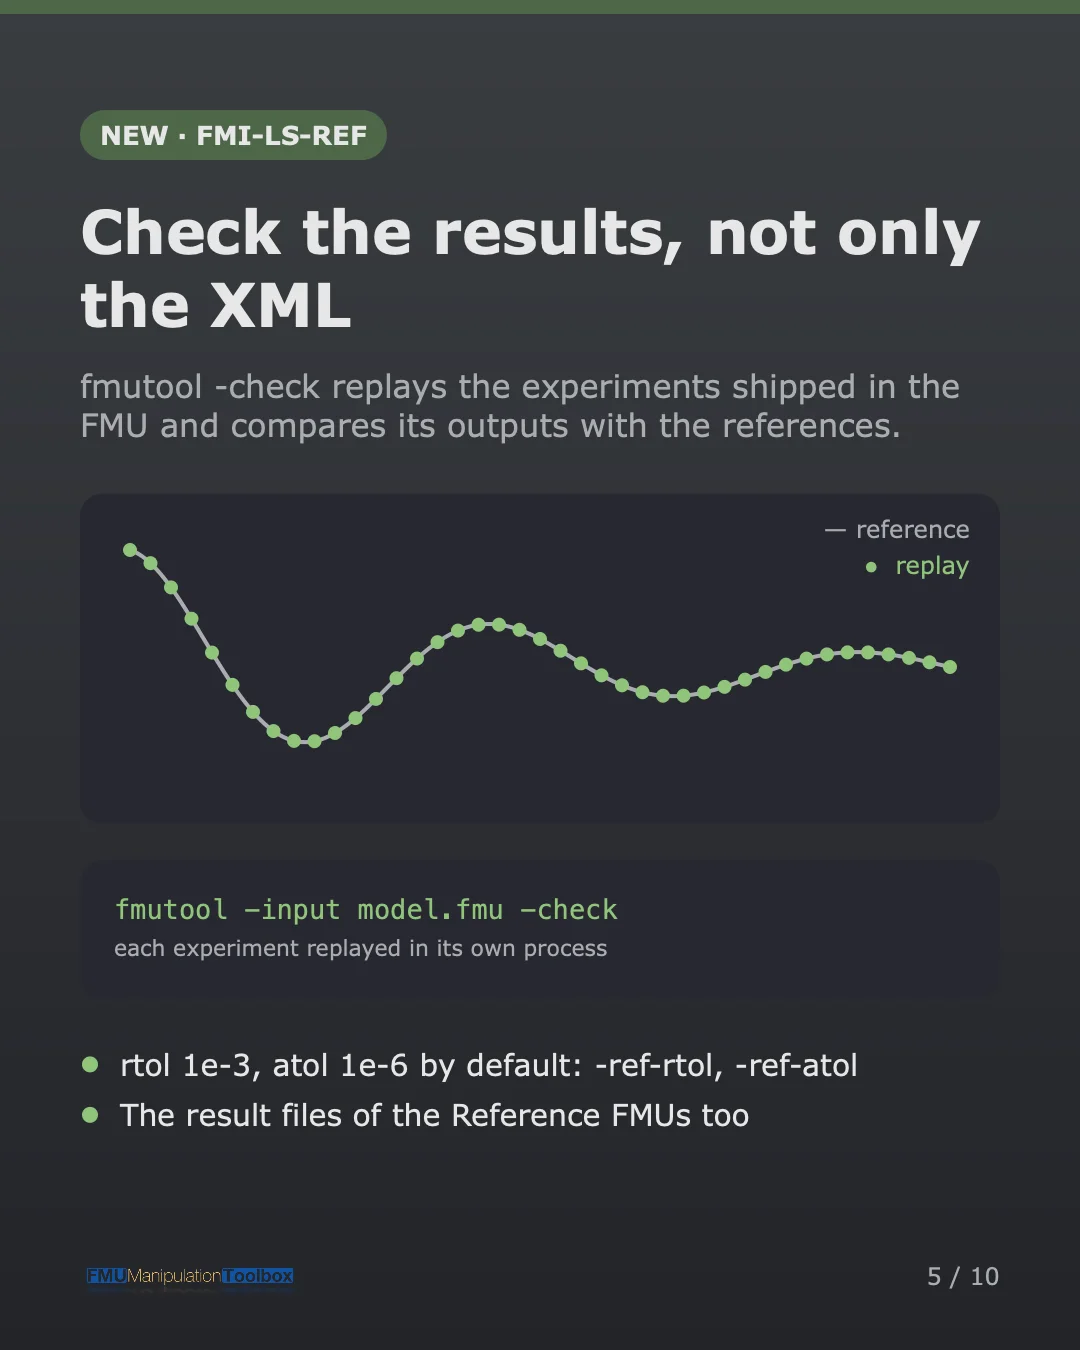 NEW · FMI-LS-REF
Check the results, not only
the XML
fmutool -check replays the experiments shipped in the
FMU and compares its outputs with the references.
— reference
● replay
fmutool -input model.fmu -check
each experiment replayed in its own process
● rtol 1e-3, atol 1e-6 by default: -ref-rtol, -ref-atol
● The result files of the Reference FMUs too
FMUManipulationToolbox
5 / 10